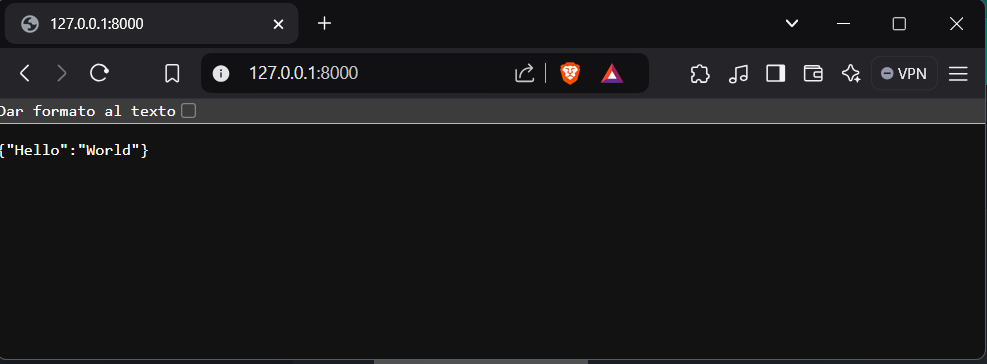 127.0.0.1:8000
127.0.0.1:8000
VPN
Dar formato al texto
{"Hello":"World"}